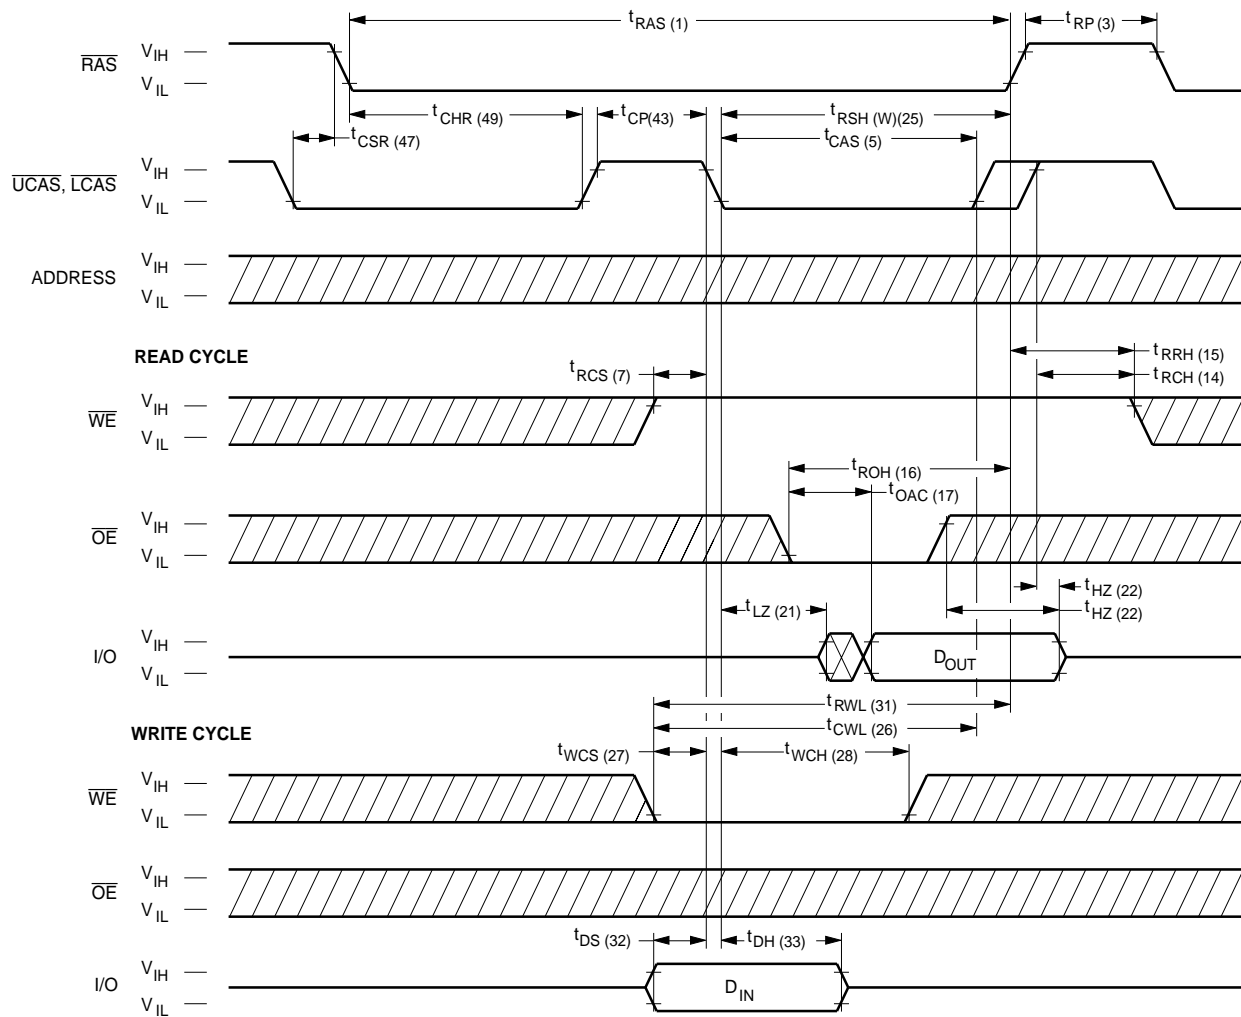 tRAS (1)
tRP (3)
RAS
VIH
VIL
tCHR (49)
tCP(43)
tRSH (W)(25)
tCSR (47)
tCAS (5)
UCAS, LCAS
VIH
VIL
ADDRESS
VIH
VIL
READ CYCLE
tRRH (15)
tRCS (7)
tRCH (14)
WE
VIH
VIL
tROH (16)
tOAC (17)
OE
VIH
VIL
tHZ (22)
tLZ (21)
tHZ (22)
I/O
VIH
VIL
DOUT
tRWL (31)
tCWL (26)
WRITE CYCLE
tWCS (27)
tWCH (28)
WE
VIH
VIL
OE
VIH
VIL
tDS (32)
tDH (33)
I/O
VIH
VIL
DIN